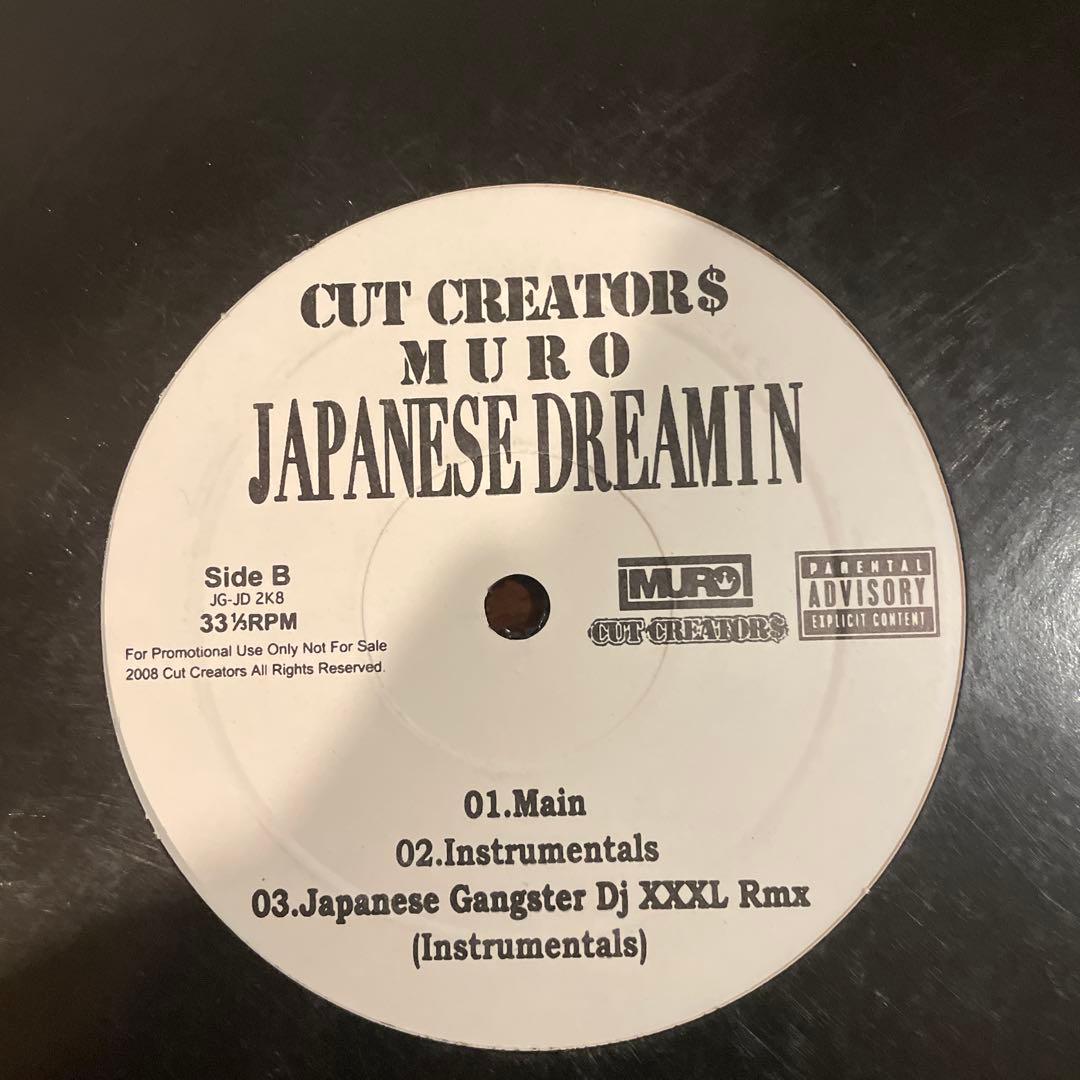 CUT CREATOR$
MURO
JAPANESE DREAMIN
Side B
JG-JD 2K8
33⅓RPM
For Promotional Use Only Not For Sale
2008 Cut Creators All Rights Reserved.
MURO
CUT CREATOR$
PARENTAL
ADVISORY
EXPLICIT CONTENT
01.Main
02.Instrumentals
03.Japanese Gangster Dj XXXL Rmx
(Instrumentals)